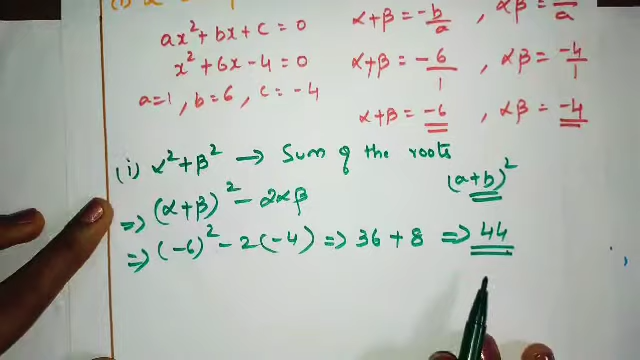 ax² + bx + c = 0
α+β = -b/a , αβ = /a
x² + 6x - 4 = 0
α+β = -6/1 , αβ = -4/1
a=1, b=6, c= -4
α+β = -6 , αβ = -4
(i) α² + β² → Sum of the roots
(a+b)²
⇒ (α+β)² - 2αβ
⇒ (-6)² - 2(-4) ⇒ 36 + 8 ⇒ 44